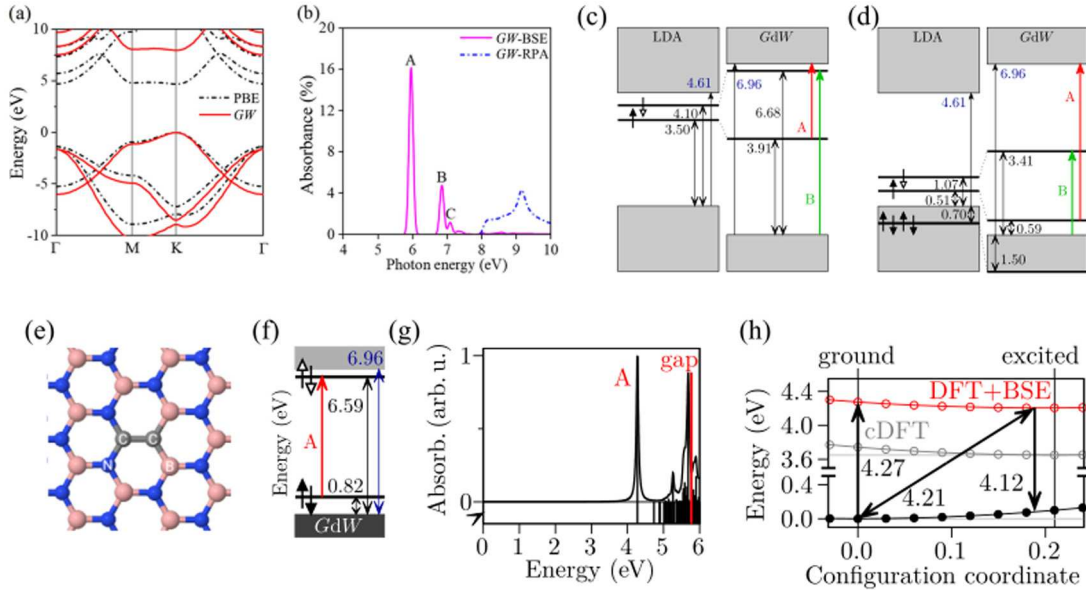 (a)
10
5
0
-5
-10
Energy (eV)
PBE
GW
Γ
M
K
Γ
(b)
16
12
8
4
0
Absorbance (%)
GW-BSE
GW-RPA
A
B
C
4
5
6
7
8
9
10
Photon energy (eV)
(c)
LDA
GdW
4.61
6.96
4.10
3.50
6.68
3.91
A
B
(d)
LDA
GdW
6.96
4.61
3.41
1.07
0.51
0.70
0.59
1.50
A
B
(e)
C
C
N
B
(f)
Energy (eV)
6.96
6.59
A
0.82
GdW
(g)
Absorb. (arb. u.)
1
0
A
gap
0
1
2
3
4
5
6
Energy (eV)
(h)
ground
excited
Energy (eV)
4.4
DFT+BSE
4.0
cDFT
3.6
4.27
4.21
4.12
0.4
0.0
0.0
0.1
0.2
Configuration coordinate